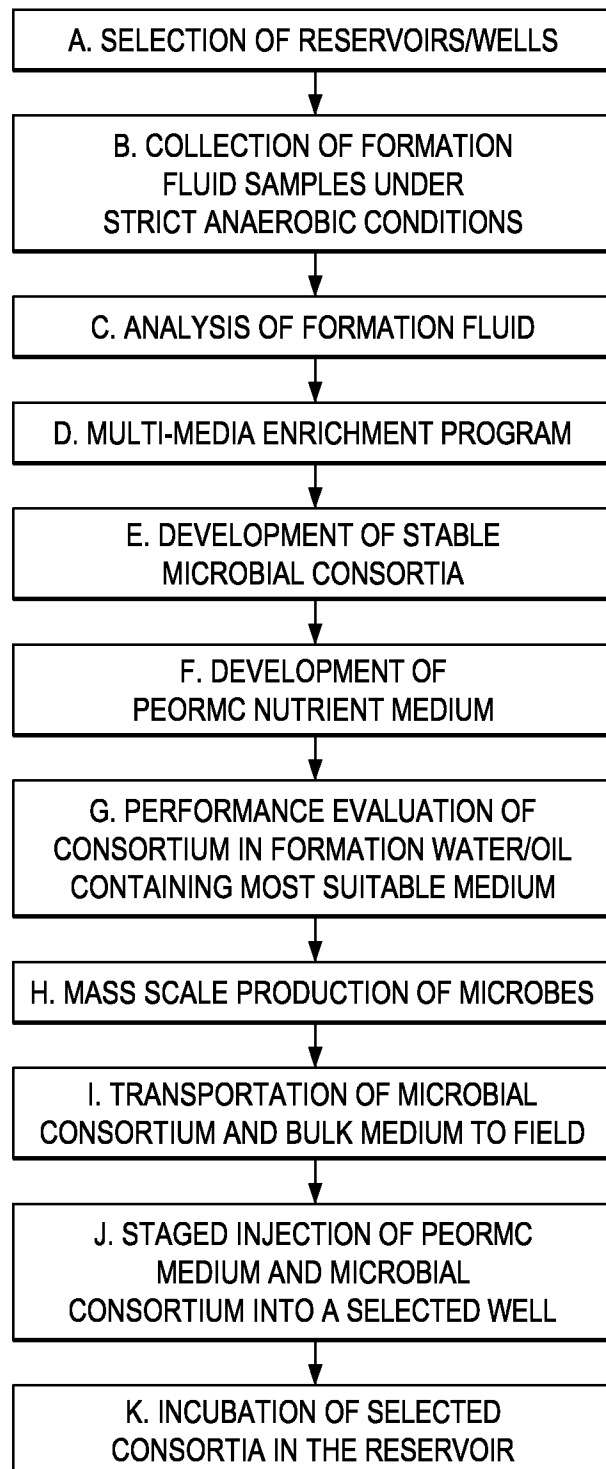 A. SELECTION OF RESERVOIRS/WELLS
B. COLLECTION OF FORMATION
FLUID SAMPLES UNDER
STRICT ANAEROBIC CONDITIONS
C. ANALYSIS OF FORMATION FLUID
D. MULTI-MEDIA ENRICHMENT PROGRAM
E. DEVELOPMENT OF STABLE
MICROBIAL CONSORTIA
F. DEVELOPMENT OF
PEORMC NUTRIENT MEDIUM
G. PERFORMANCE EVALUATION OF
CONSORTIUM IN FORMATION WATER/OIL
CONTAINING MOST SUITABLE MEDIUM
H. MASS SCALE PRODUCTION OF MICROBES
I. TRANSPORTATION OF MICROBIAL
CONSORTIUM AND BULK MEDIUM TO FIELD
J. STAGED INJECTION OF PEORMC
MEDIUM AND MICROBIAL
CONSORTIUM INTO A SELECTED WELL
K. INCUBATION OF SELECTED
CONSORTIA IN THE RESERVOIR